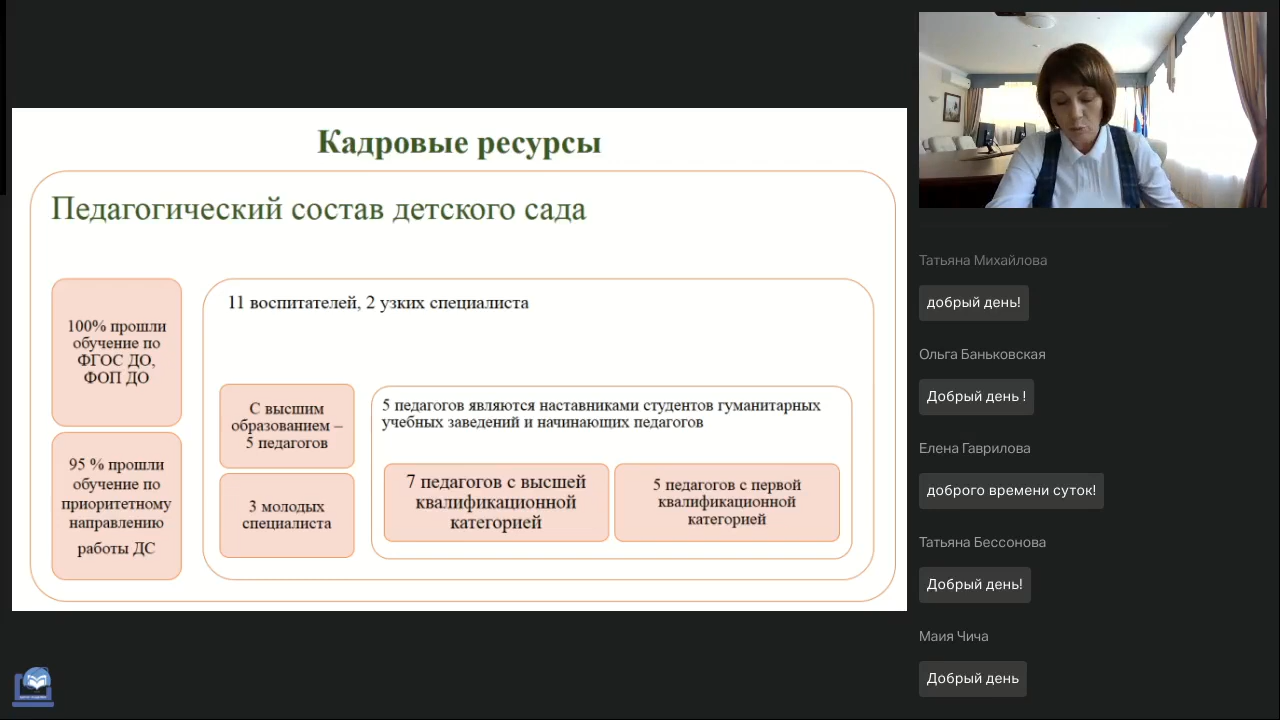 Кадровые ресурсы
Педагогический состав детского сада
100% прошли
обучение по
ФГОС ДО,
ФОП ДО
95 % прошли
обучение по
приоритетному
направлению
работы ДС
11 воспитателей, 2 узких специалиста
С высшим
образованием –
5 педагогов
3 молодых
специалиста
5 педагогов являются наставниками студентов гуманитарных
учебных заведений и начинающих педагогов
7 педагогов с высшей
квалификационной
категорией
5 педагогов с первой
квалификационной
категорией
Татьяна Михайлова
добрый день!
Ольга Баньковская
Добрый день !
Елена Гаврилова
доброго времени суток!
Татьяна Бессонова
Добрый день!
Маия Чича
Добрый день